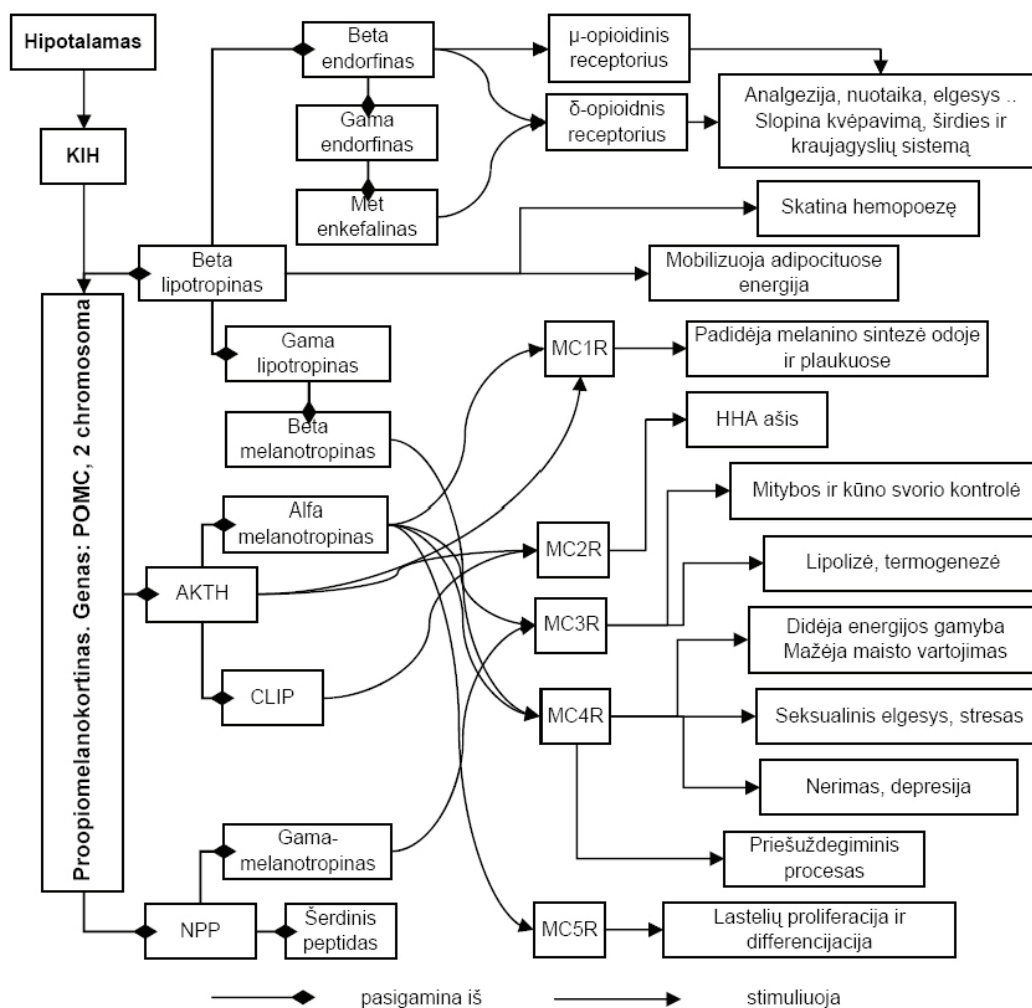 Hipotalamas
KIH
Proopiomelanokortinas. Genas: POMC, 2 chromosoma
Beta
endorfinas
Gama
endorfinas
Met
enkefalinas
Beta
lipotropinas
Gama
lipotropinas
Beta
melanotropinas
Alfa
melanotropinas
AKTH
CLIP
Gama-
melanotropinas
NPP
Šerdinis
peptidas
µ-opioidinis
receptorius
δ-opioidnis
receptorius
MC1R
MC2R
MC3R
MC4R
MC5R
Analgezija, nuotaika, elgesys ..
Slopina kvėpavimą, širdies ir
kraujagyslių sistemą
Skatina hemopoezę
Mobilizuoja adipocituose
energija
Padidėja melanino sintezė odoje
ir plaukuose
HHA ašis
Mitybos ir kūno svorio kontrolė
Lipolizė, termogenezė
Didėja energijos gamyba
Mažėja maisto vartojimas
Seksualinis elgesys, stresas
Nerimas, depresija
Priešuždegiminis
procesas
Lastelių proliferacija ir
differencijacija
pasigamina iš
stimuliuoja